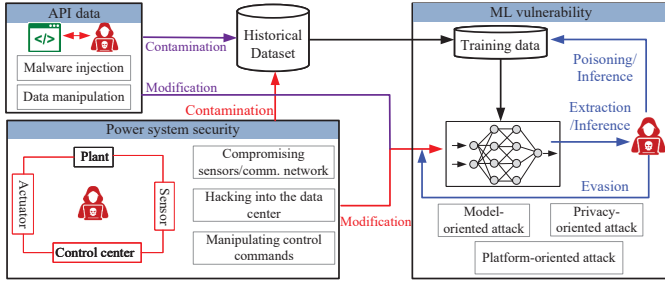 API data
</>
Malware injection
Data manipulation
Contamination
Modification
Contamination
Historical
Dataset
Power system security
Plant
Actuator
Sensor
Control center
Compromising
sensors/comm. network
Hacking into the data
center
Manipulating control
commands
Modification
ML vulnerability
Training data
Poisoning/
Inference
Extraction
/Inference
Evasion
Model-
oriented attack
Privacy-
oriented attack
Platform-oriented attack